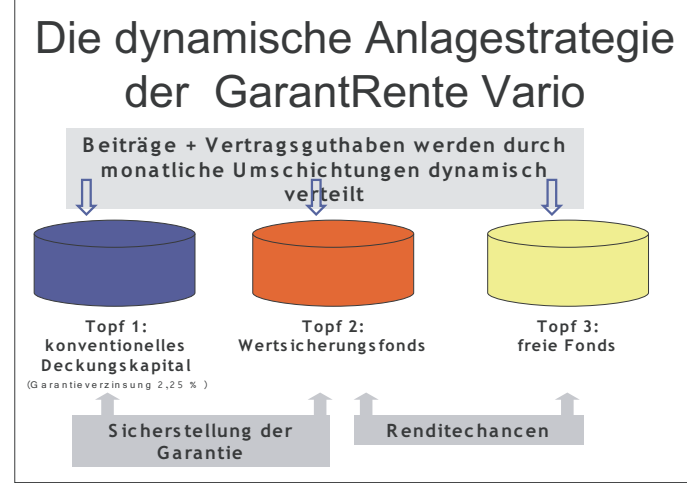 Die dynamische Anlagestrategie
der GarantRente Vario
Beiträge + Vertragsguthaben werden durch
monatliche Umschichtungen dynamisch
verteilt
Topf 1:
konventionelles
Deckungskapital
(Garantieverzinsung 2,25 % )
Topf 2:
Wertsicherungsfonds
Topf 3:
freie Fonds
Sicherstellung der
Garantie
Renditechancen